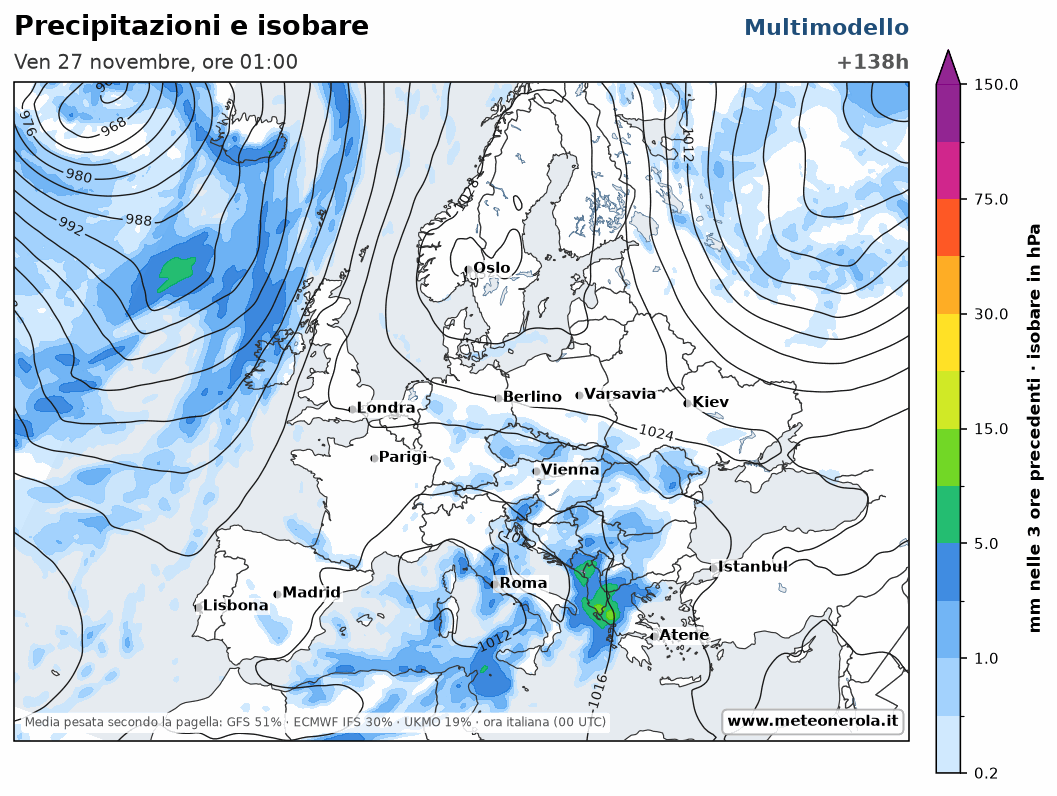 Precipitazioni e isobare
Multimodello
Ven 27 novembre, ore 01:00
+138h
976
968
980
988
992
1012
1028
1024
1012
1016
Oslo
Londra
Berlino
Varsavia
Kiev
Parigi
Vienna
Roma
Istanbul
Madrid
Lisbona
Atene
Media pesata secondo la pagella: GFS 51% · ECMWF IFS 30% · UKMO 19% · ora italiana (00 UTC)
www.meteonerola.it
150.0
75.0
30.0
15.0
5.0
1.0
0.2
mm nelle 3 ore precedenti · isobare in hPa